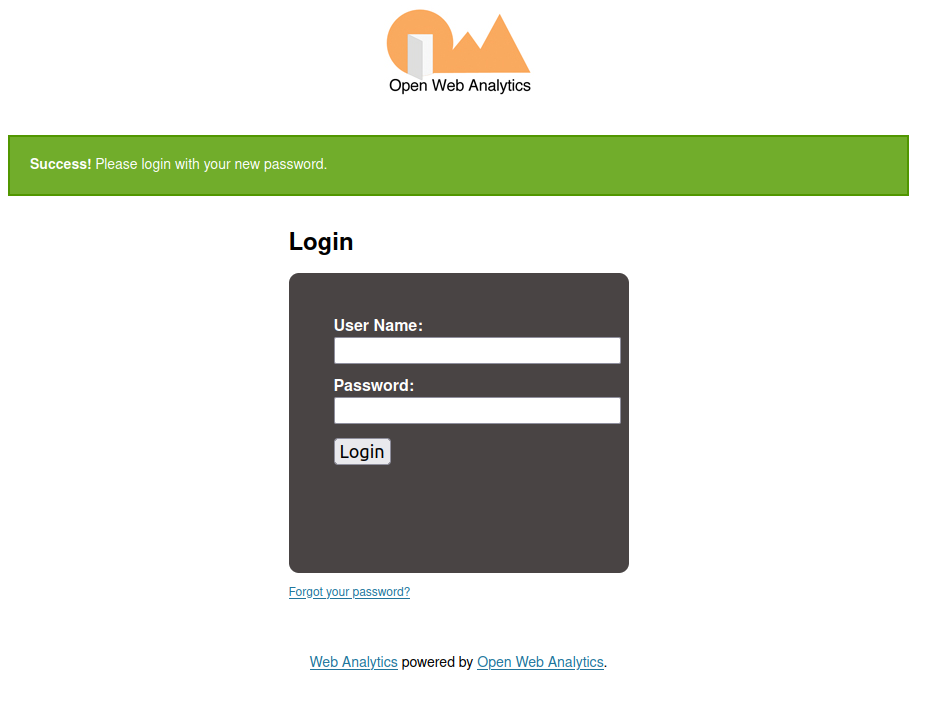 Open Web Analytics
Success! Please login with your new password.
Login
User Name:
Password:
Login
Forgot your password?
Web Analytics powered by Open Web Analytics.